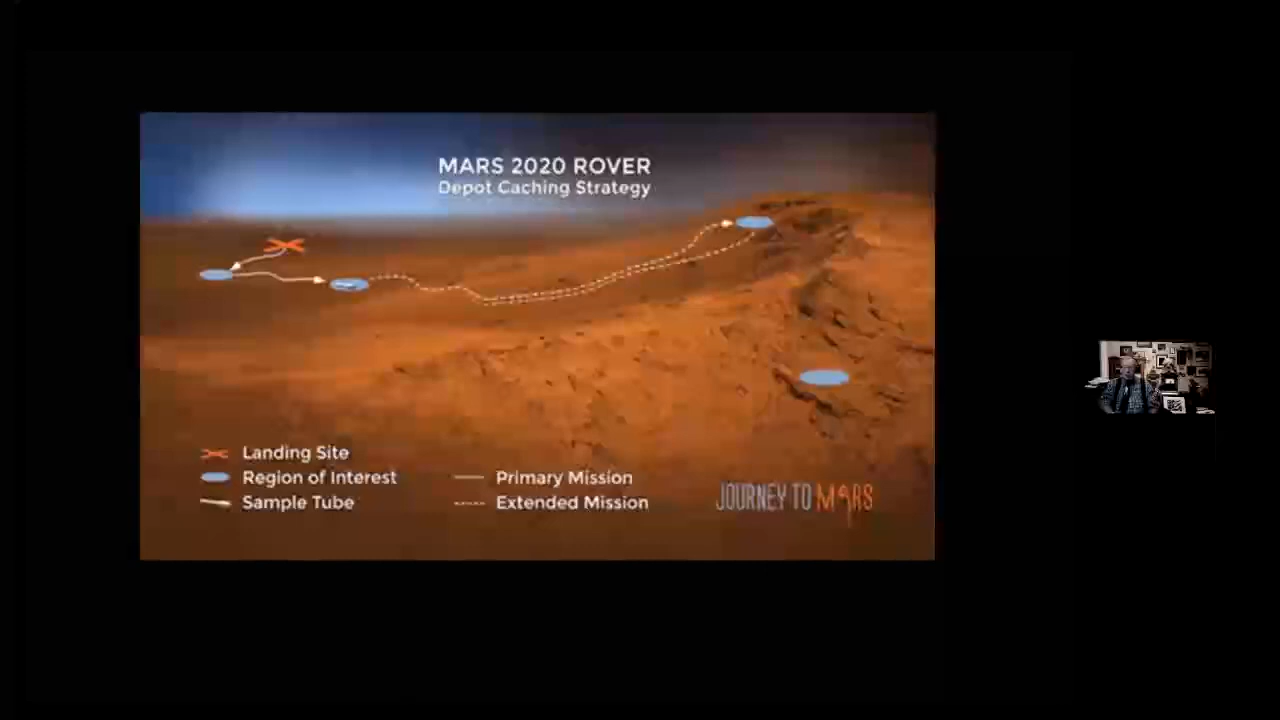 MARS 2020 ROVER
Depot Caching Strategy
Landing Site
Region of Interest
Sample Tube
Primary Mission
Extended Mission
JOURNEY TO MARS